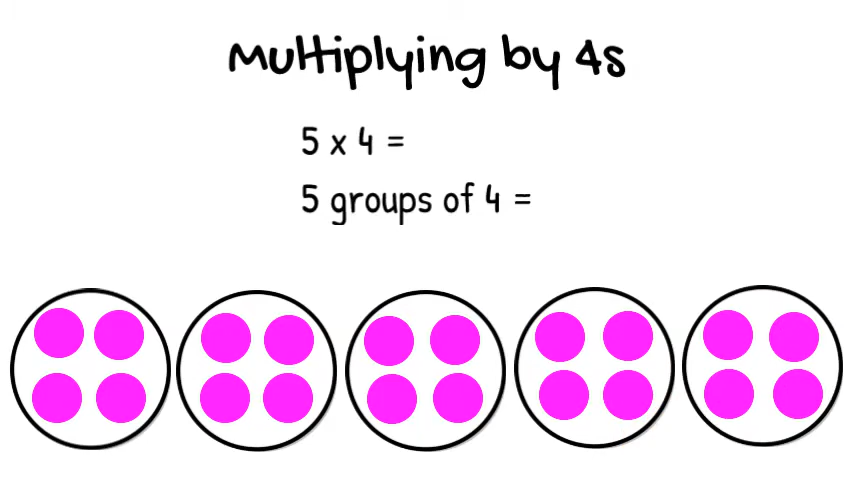 Multiplying by 4s
5 x 4 =
5 groups of 4 =